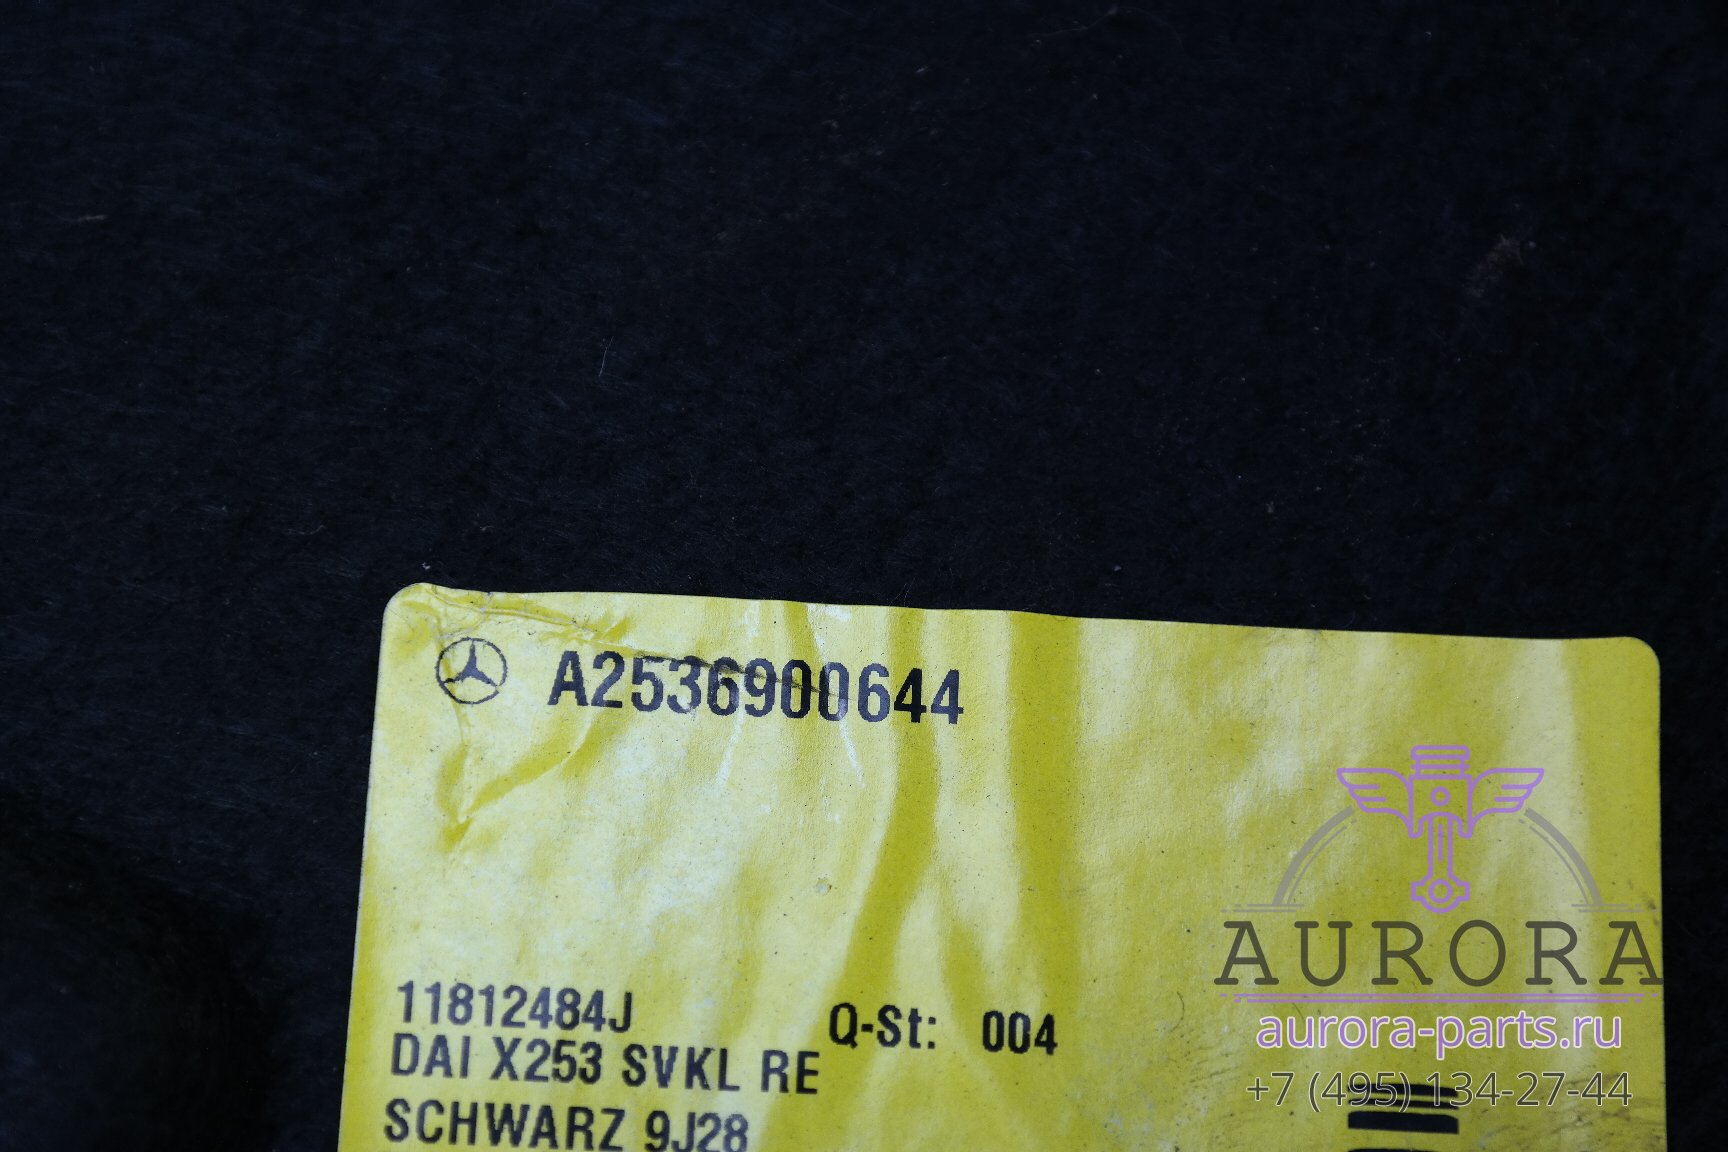 A2536900644
11812484J
Q-St: 004
DAI X253 SVKL RE
SCHWARZ 9J28
AURORA
aurora-parts.ru
+7 (495) 134-27-44